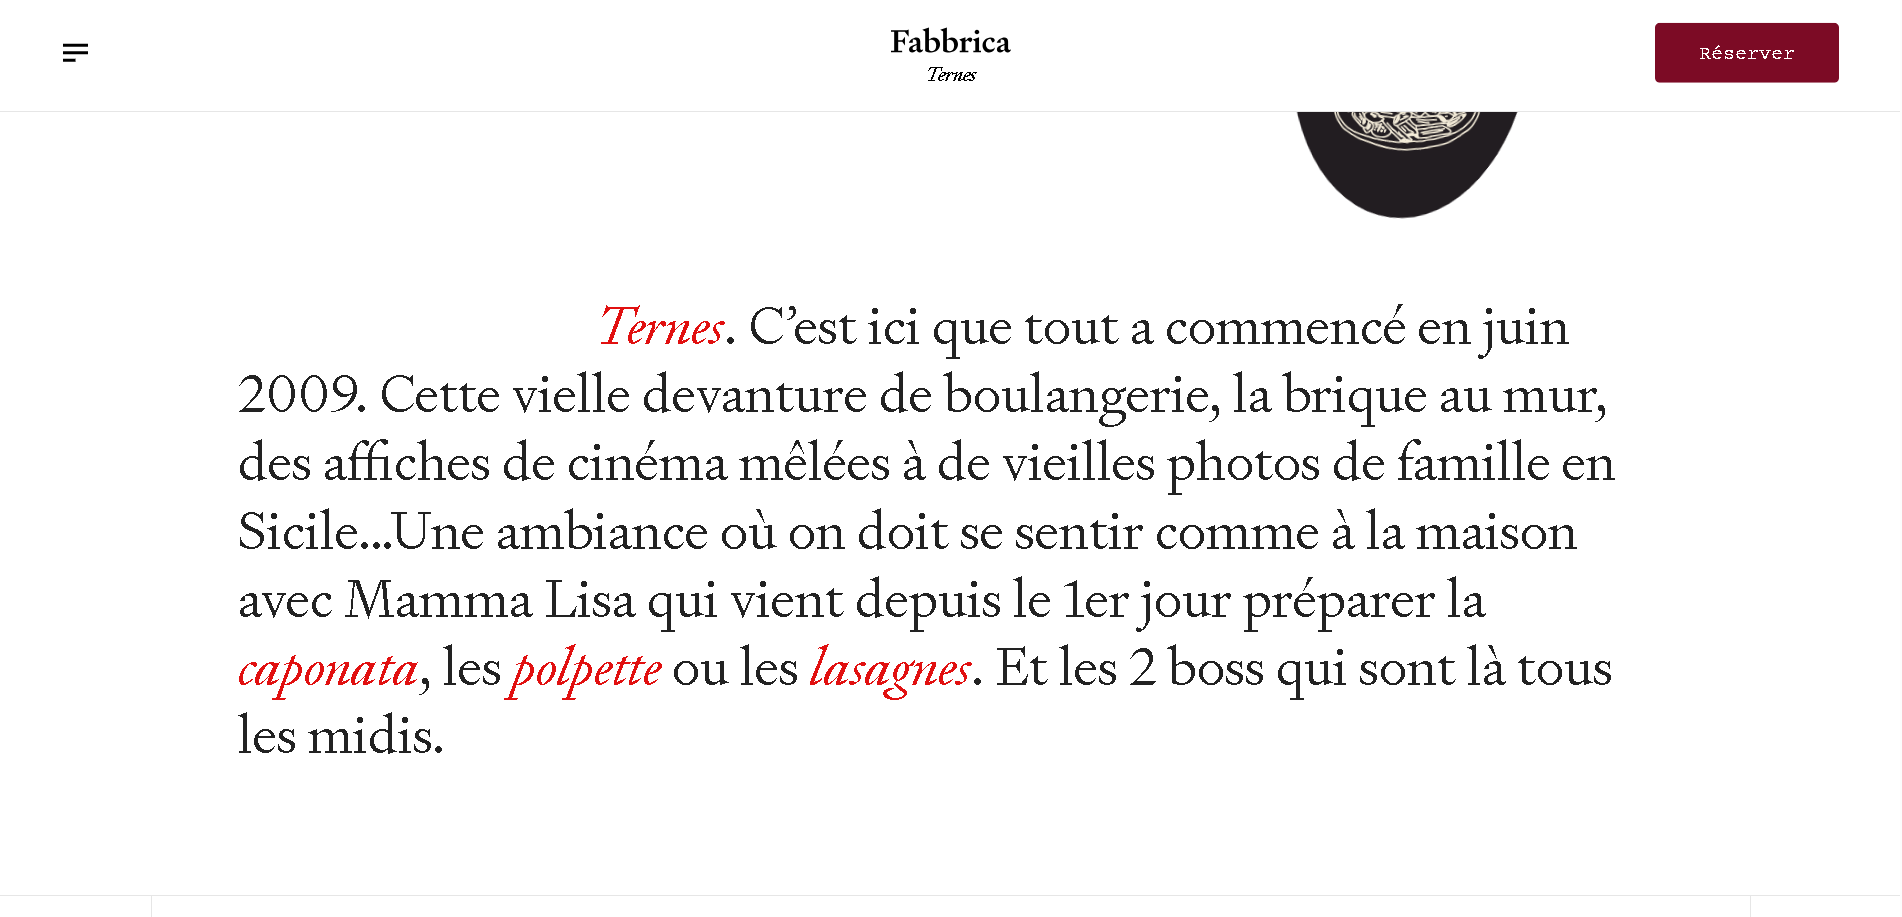 Fabbrica
Ternes
Réserver
Ternes. C’est ici que tout a commencé en juin
2009. Cette vielle devanture de boulangerie, la brique au mur,
des affiches de cinéma mêlées à de vieilles photos de famille en
Sicile...Une ambiance où on doit se sentir comme à la maison
avec Mamma Lisa qui vient depuis le 1er jour préparer la
caponata, les polpette ou les lasagnes. Et les 2 boss qui sont là tous
les midis.